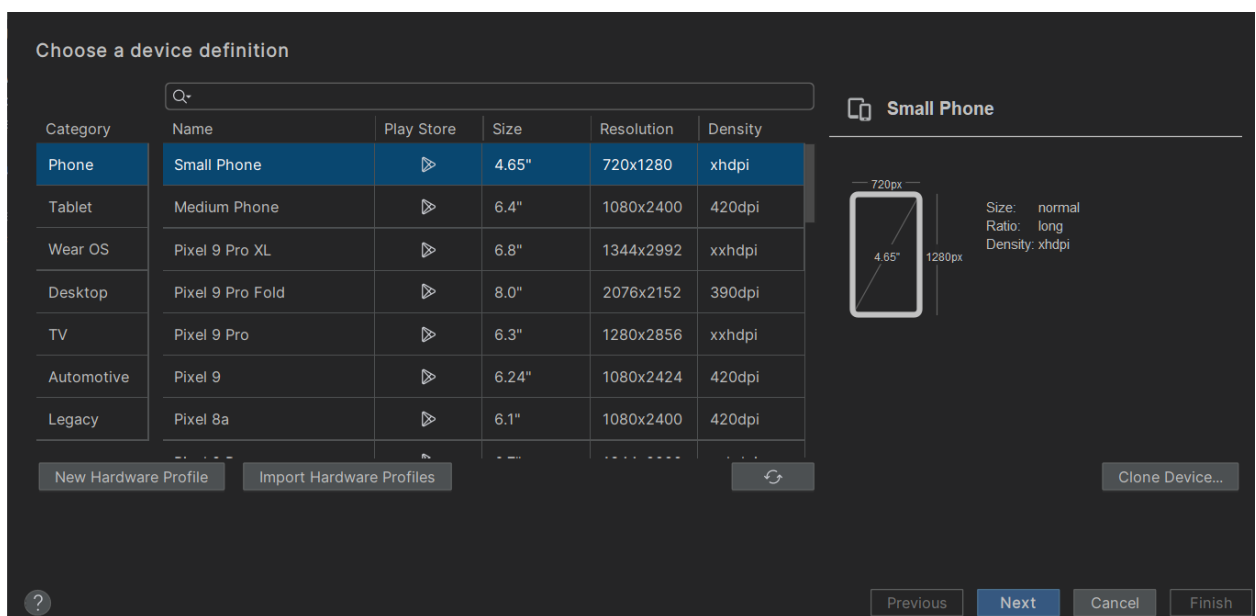 Choose a device definition
Small Phone
Category Name Play Store Size Resolution Density
Phone Small Phone 4.65" 720x1280 xhdpi
Tablet Medium Phone 6.4" 1080x2400 420dpi
Wear OS Pixel 9 Pro XL 6.8" 1344x2992 xxhdpi
Desktop Pixel 9 Pro Fold 8.0" 2076x2152 390dpi
TV Pixel 9 Pro 6.3" 1280x2856 xxhdpi
Automotive Pixel 9 6.24" 1080x2424 420dpi
Legacy Pixel 8a 6.1" 1080x2400 420dpi
720px
4.65"
1280px
Size: normal
Ratio: long
Density: xhdpi
New Hardware Profile Import Hardware Profiles Clone Device...
? Previous Next Cancel Finish